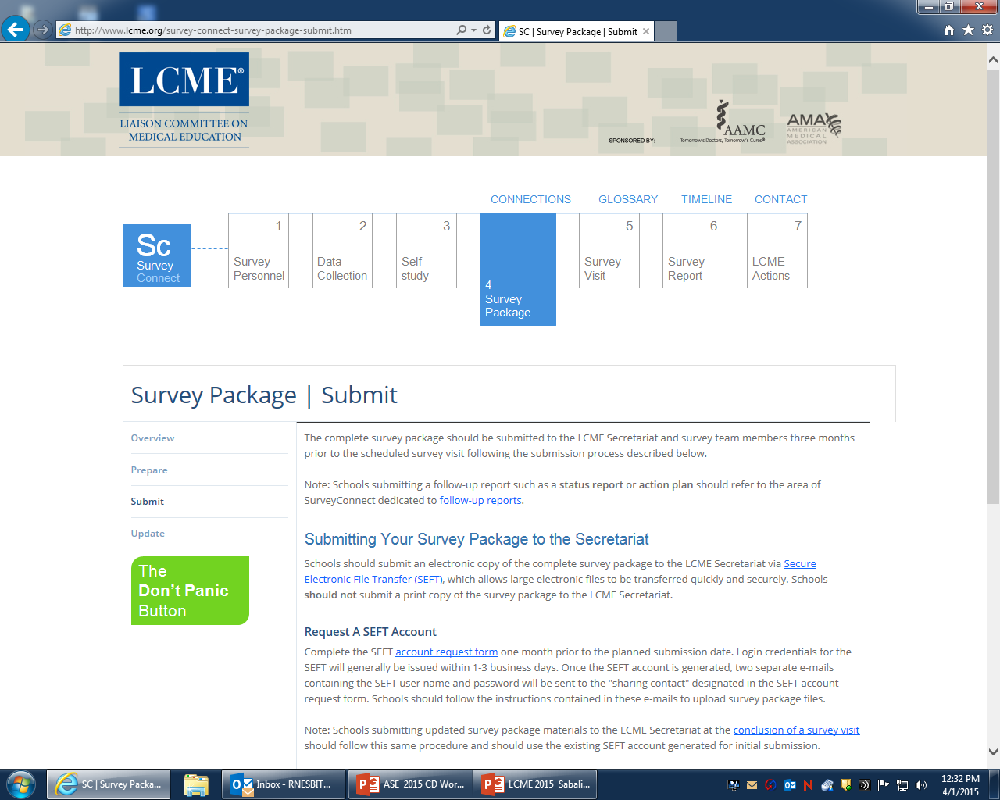 http://www.lcme.org/survey-connect-survey-package-submit.htm
SC | Survey Package | Submit
LCME®
LIAISON COMMITTEE ON
MEDICAL EDUCATION
SPONSORED BY:
AAMC
Tomorrow's Doctors, Tomorrow's Cures®
AMA
AMERICAN
MEDICAL
ASSOCIATION
CONNECTIONS GLOSSARY TIMELINE CONTACT
Sc
Survey
Connect
1
Survey
Personnel
2
Data
Collection
3
Self-
study
4
Survey
Package
5
Survey
Visit
6
Survey
Report
7
LCME
Actions
Survey Package | Submit
Overview
Prepare
Submit
Update
The
Don't Panic
Button
The complete survey package should be submitted to the LCME Secretariat and survey team members three months
prior to the scheduled survey visit following the submission process described below.
Note: Schools submitting a follow-up report such as a status report or action plan should refer to the area of
SurveyConnect dedicated to follow-up reports.
Submitting Your Survey Package to the Secretariat
Schools should submit an electronic copy of the complete survey package to the LCME Secretariat via Secure
Electronic File Transfer (SEFT), which allows large electronic files to be transferred quickly and securely. Schools
should not submit a print copy of the survey package to the LCME Secretariat.
Request A SEFT Account
Complete the SEFT account request form one month prior to the planned submission date. Login credentials for the
SEFT will generally be issued within 1-3 business days. Once the SEFT account is generated, two separate e-mails
containing the SEFT user name and password will be sent to the "sharing contact" designated in the SEFT account
request form. Schools should follow the instructions contained in these e-mails to upload survey package files.
Note: Schools submitting updated survey package materials to the LCME Secretariat at the conclusion of a survey visit
should follow this same procedure and should use the existing SEFT account generated for initial submission.
SC | Survey Packa...
Inbox - RNESBIT...
ASE 2015 CD Wor...
LCME 2015 Sabali...
12:32 PM
4/1/2015